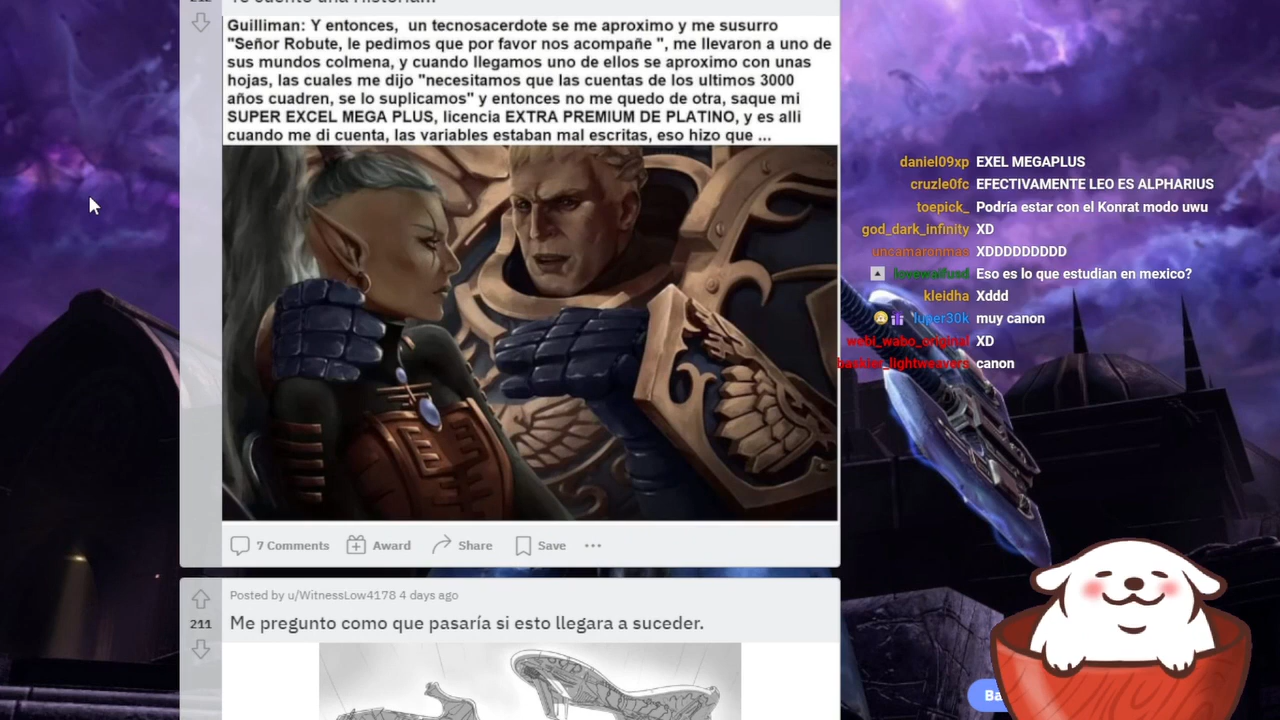 Guilliman: Y entonces, un tecnosacerdote se me aproximo y me susurro
"Señor Robute, le pedimos que por favor nos acompañe ", me llevaron a uno de
sus mundos colmena, y cuando llegamos uno de ellos se aproximo con unas
hojas, las cuales me dijo "necesitamos que las cuentas de los ultimos 3000
años cuadren, se lo suplicamos" y entonces no me quedo de otra, saque mi
SUPER EXCEL MEGA PLUS, licencia EXTRA PREMIUM DE PLATINO, y es alli
cuando me di cuenta, las variables estaban mal escritas, eso hizo que ...
7 Comments Award Share Save
Posted by u/WitnessLow4178 4 days ago
211
Me pregunto como que pasaría si esto llegara a suceder.
daniel09xp EXEL MEGAPLUS
cruzle0fc EFECTIVAMENTE LEO ES ALPHARIUS
toepick_ Podría estar con el Konrat modo uwu
god_dark_infinity XD
uncamaronmas XDDDDDDDDD
Eso es lo que estudian en mexico?
kleidha Xddd
luper30k muy canon
webi_wabo_original XD
canon
Ba